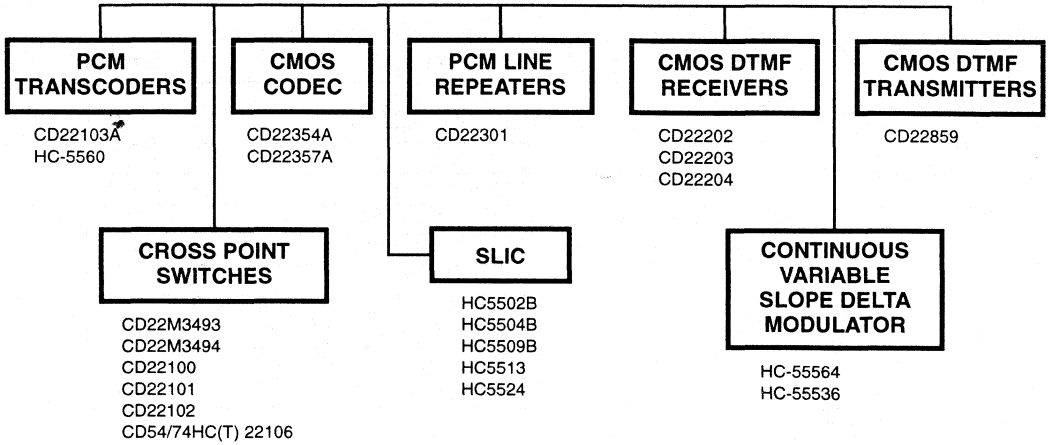 PCM
TRANSCODERS
CD22103A
HC-5560
CMOS
CODEC
CD22354A
CD22357A
PCM LINE
REPEATERS
CD22301
CMOS DTMF
RECEIVERS
CD22202
CD22203
CD22204
CMOS DTMF
TRANSMITTERS
CD22859
CROSS POINT
SWITCHES
CD22M3493
CD22M3494
CD22100
CD22101
CD22102
CD54/74HC(T) 22106
SLIC
HC5502B
HC5504B
HC5509B
HC5513
HC5524
CONTINUOUS
VARIABLE
SLOPE DELTA
MODULATOR
HC-55564
HC-55536